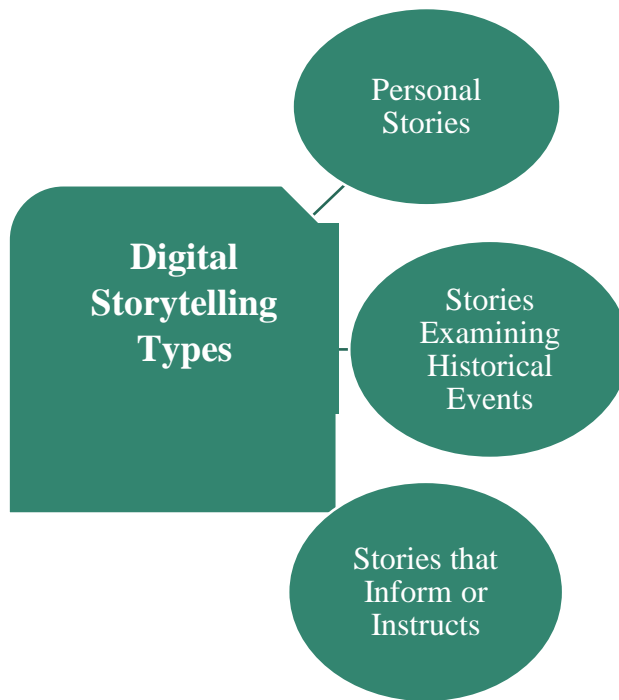 Personal
Stories
Digital
Storytelling
Types
Stories
Examining
Historical
Events
Stories that
Inform or
Instructs